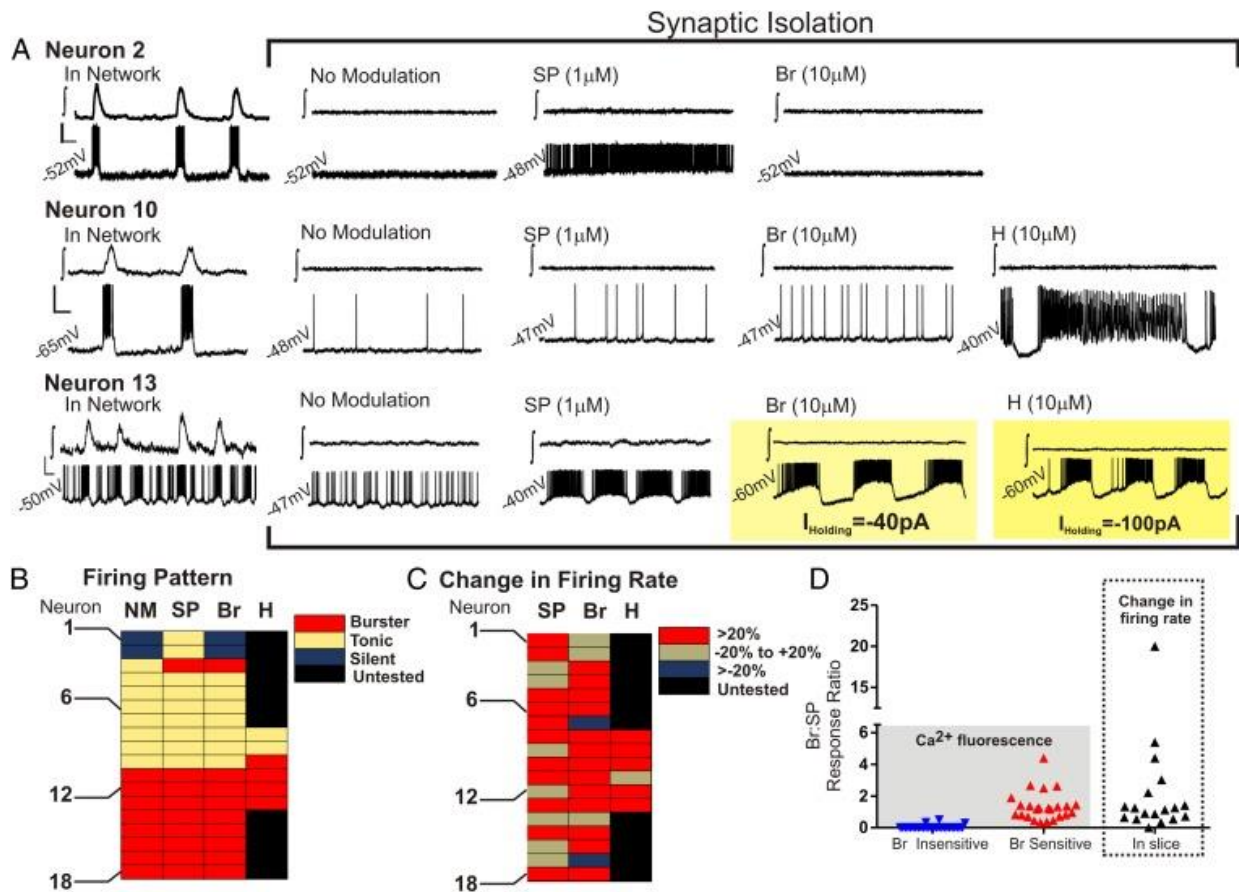 Synaptic Isolation
A Neuron 2
In Network
No Modulation
SP (1μM)
Br (10μM)
-52mV
-52mV
-48mV
-52mV
Neuron 10
In Network
No Modulation
SP (1μM)
Br (10μM)
H (10μM)
-65mV
-48mV
-47mV
-47mV
-40mV
Neuron 13
In Network
No Modulation
SP (1μM)
Br (10μM)
H (10μM)
-50mV
-47mV
-40mV
-60mV
-60mV
I Holding=-40pA
I Holding=-100pA
B Firing Pattern
Neuron NM SP Br H
1
6
12
18
Burster
Tonic
Silent
Untested
C Change in Firing Rate
Neuron SP Br H
1
6
12
18
>20%
-20% to +20%
>-20%
Untested
D
Br:SP
Response Ratio
25
20
15
10
6
4
2
0
Ca2+ fluorescence
Change in
firing rate
Br Insensitive
Br Sensitive
In slice